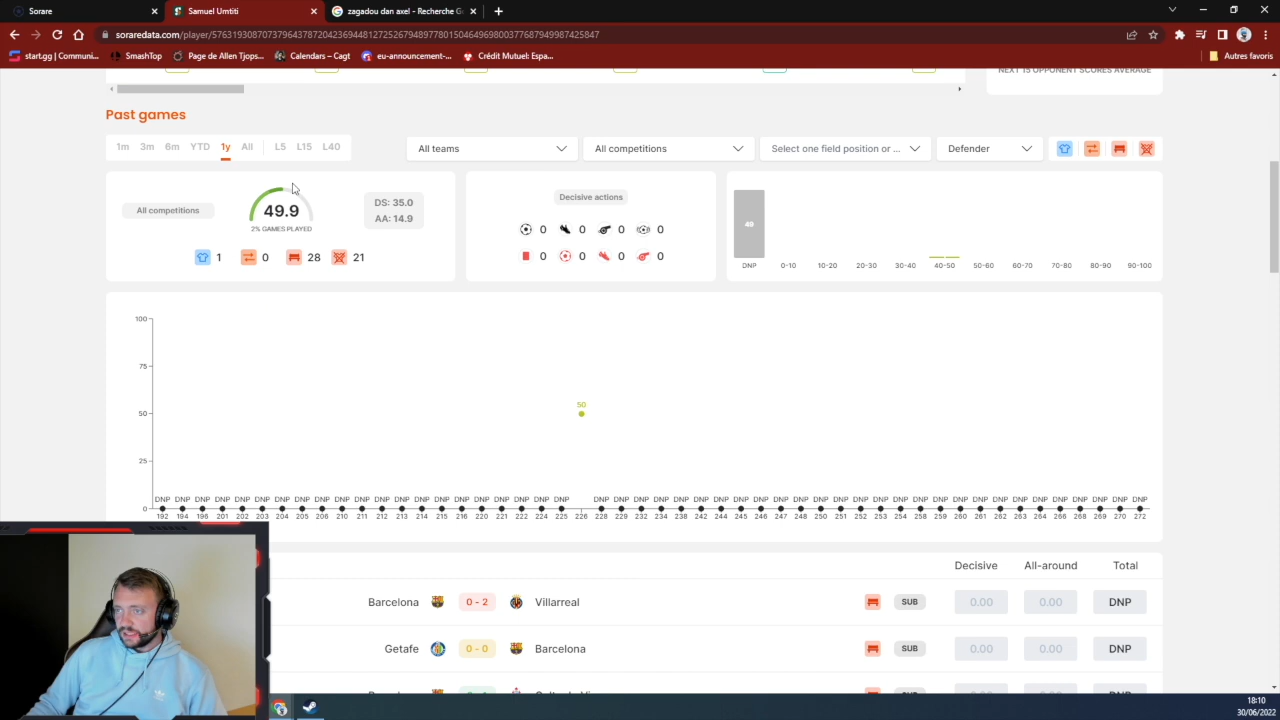 Sorare
Samuel Umtiti
zagadou dan axel - Recherche G
soraredata.com/player/57631930870737964378720423694481272526794897780150464969800377687949987425847
start.gg | Communi...
SmashTop
Page de Allen Tjops...
Calendars – Cagt
eu-announcement-...
Crédit Mutuel: Espa...
Autres favoris
NEXT 15 OPPONENT SCORES AVERAGE
Past games
1m 3m 6m YTD 1y All L5 L15 L40
All teams
All competitions
Select one field position or ...
Defender
All competitions
49.9
2% GAMES PLAYED
DS: 35.0
AA: 14.9
1 0 28 21
Decisive actions
0 0 0 0
0 0 0 0
49
DNP 0-10 10-20 20-30 30-40 40-50 50-60 60-70 70-80 80-90 90-100
100
75
50
50
25
DNP DNP DNP DNP DNP DNP DNP DNP DNP DNP DNP DNP DNP DNP DNP DNP DNP DNP DNP DNP DNP DNP DNP DNP DNP DNP DNP DNP DNP DNP DNP DNP DNP DNP DNP DNP DNP DNP DNP DNP DNP DNP DNP DNP DNP DNP DNP DNP DNP
0
192 194 196 201 202 203 204 205 206 210 211 212 213 214 215 216 220 221 222 224 225 226 228 229 232 234 238 242 244 245 246 247 248 250 251 252 253 254 258 259 260 261 262 263 264 266 268 269 270 272
Decisive All-around Total
Barcelona 0 - 2 Villarreal SUB 0.00 0.00 DNP
Getafe 0 - 0 Barcelona SUB 0.00 0.00 DNP
18:10
30/06/2022